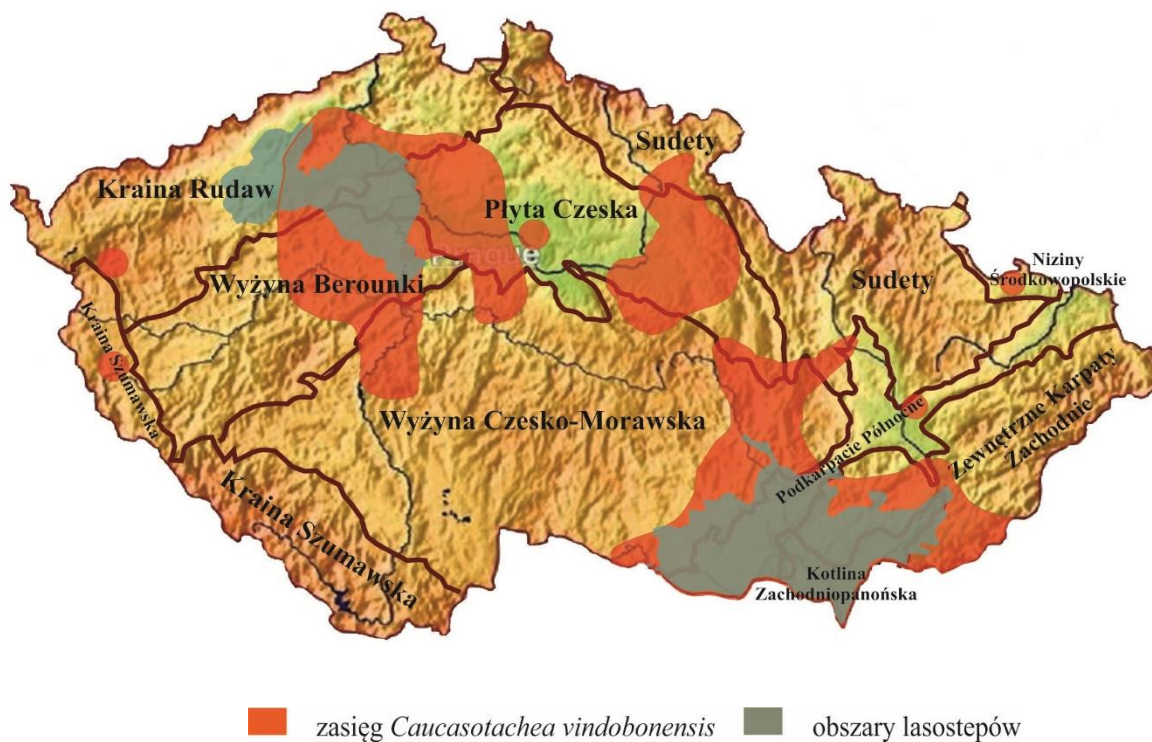 Sudety
Kraina Rudaw
Płyta Czeska
Prague
Wyżyna Berounki
Sudety
Niziny
Środkowopolskie
Kraina Szumawska
Wyżyna Czesko-Morawska
Podkarpacie Północne
Zewnętrzne Karpaty
Zachodnie
Kraina Szumawska
Kotlina
Zachodniopanońska
zasięg Caucasotachea vindobonensis
obszary lasostepów